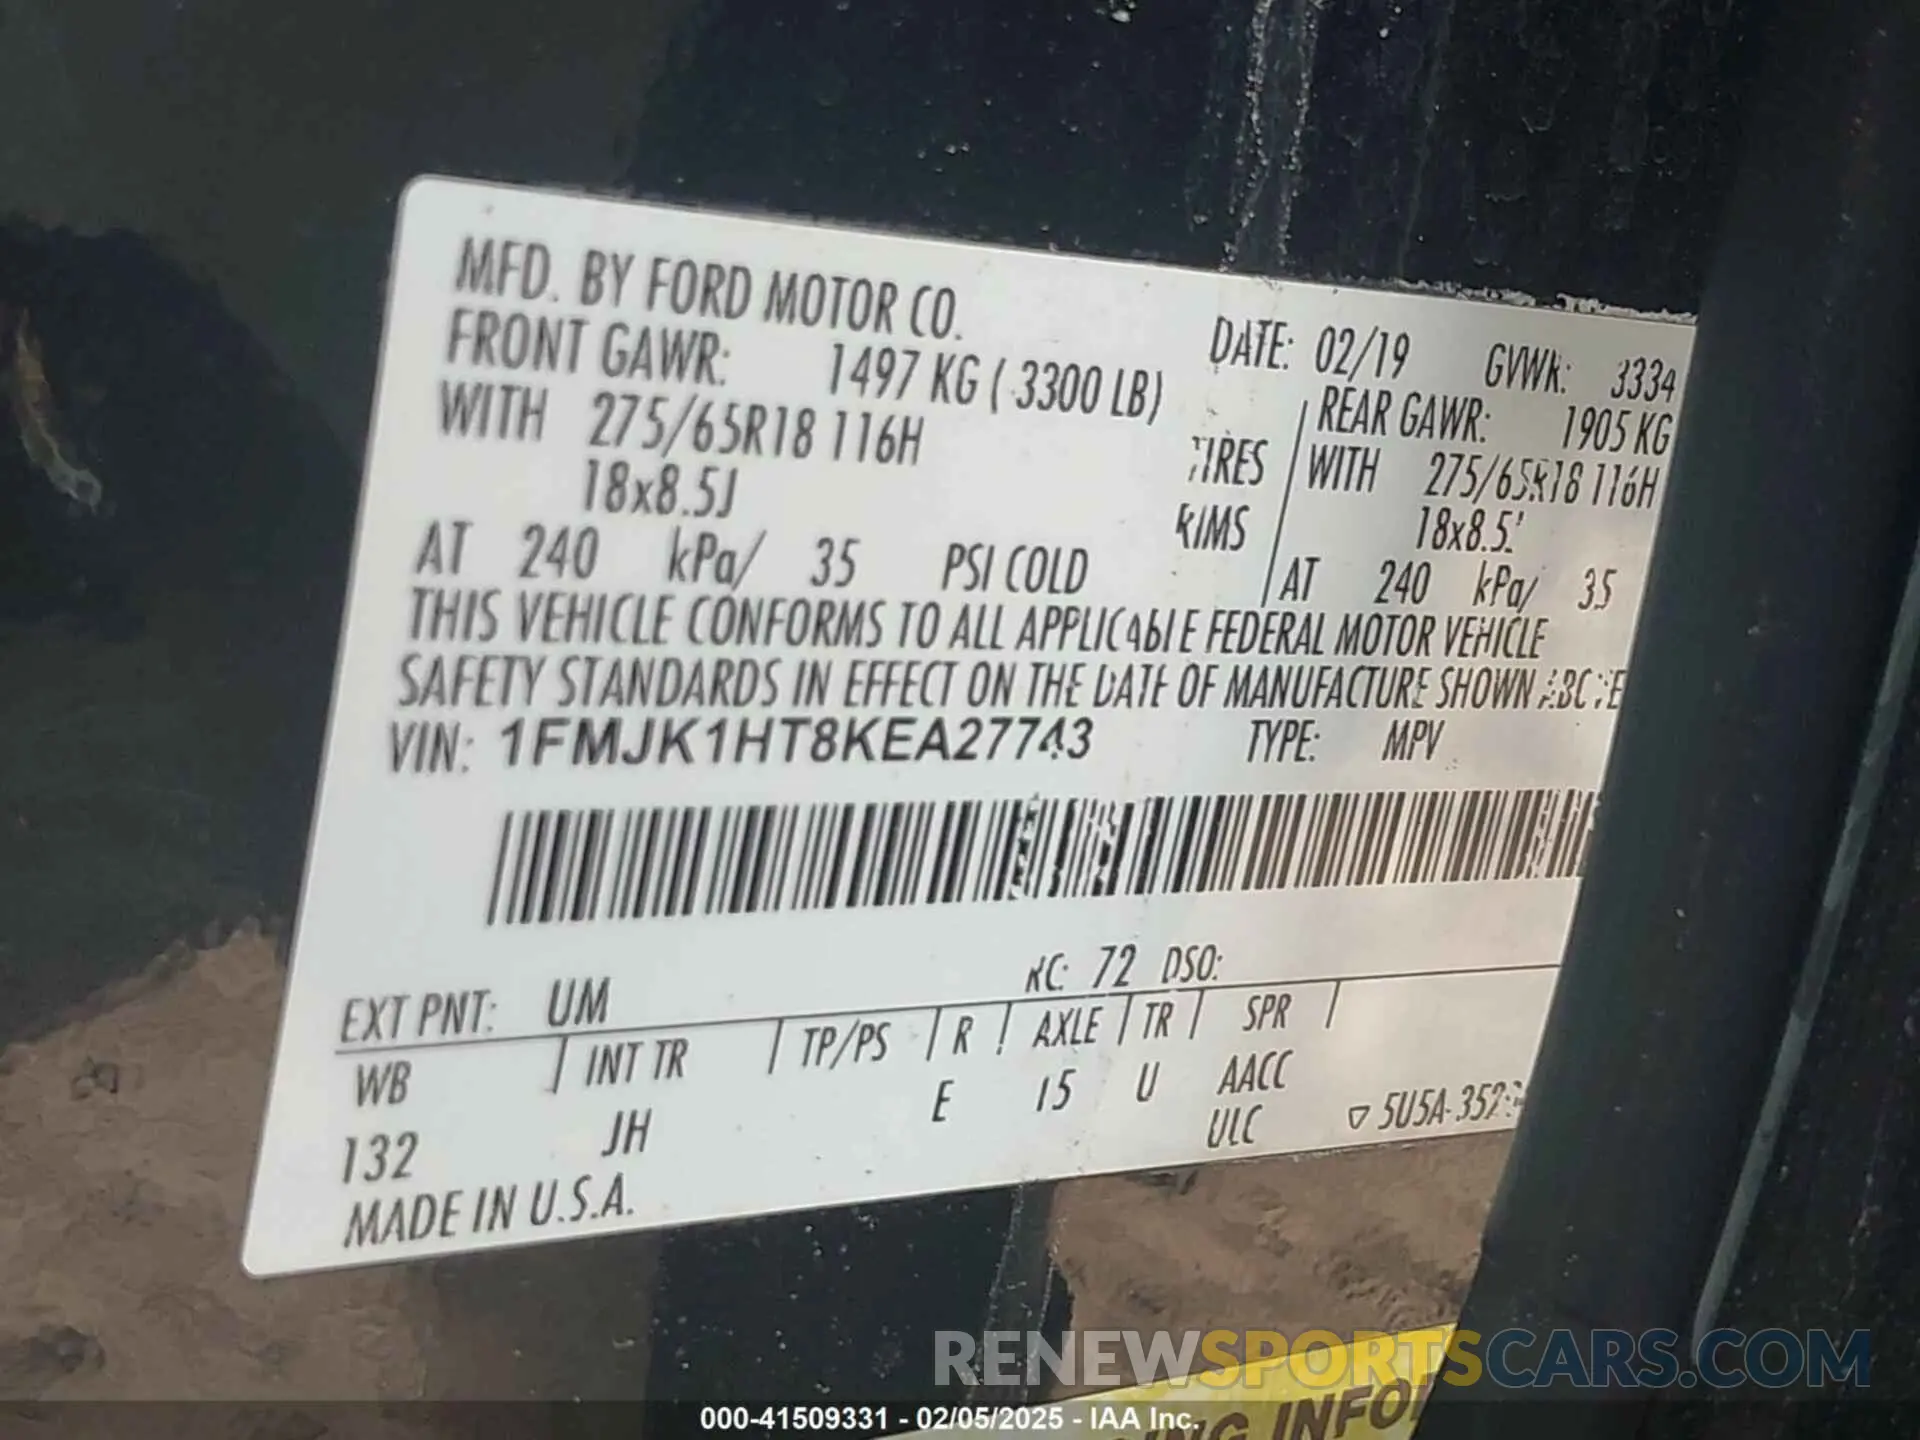 MFD. BY FORD MOTOR CO. DATE: 02/19 GVWR: 3334
FRONT GAWR: 1497 KG ( 3300 LB) REAR GAWR: 1905 KG
WITH 275/65R18 116H TIRES WITH 275/65R18 116H
18x8.5J RIMS 18x8.5J
AT 240 kPa/ 35 PSI COLD AT 240 kPa/ 35
THIS VEHICLE CONFORMS TO ALL APPLICABLE FEDERAL MOTOR VEHICLE
SAFETY STANDARDS IN EFFECT ON THE DATE OF MANUFACTURE SHOWN ABOVE
VIN: 1FMJK1HT8KEA27743 TYPE: MPV
EXT PNT: UM RC: 72 DSO:
WB INT TR TP/PS R AXLE TR SPR
132 JH E 15 U AACC
ULC 5U5A-352
MADE IN U.S.A.
RENEWSPORTSCARS.COM
000-41509331 - 02/05/2025 - IAA Inc.